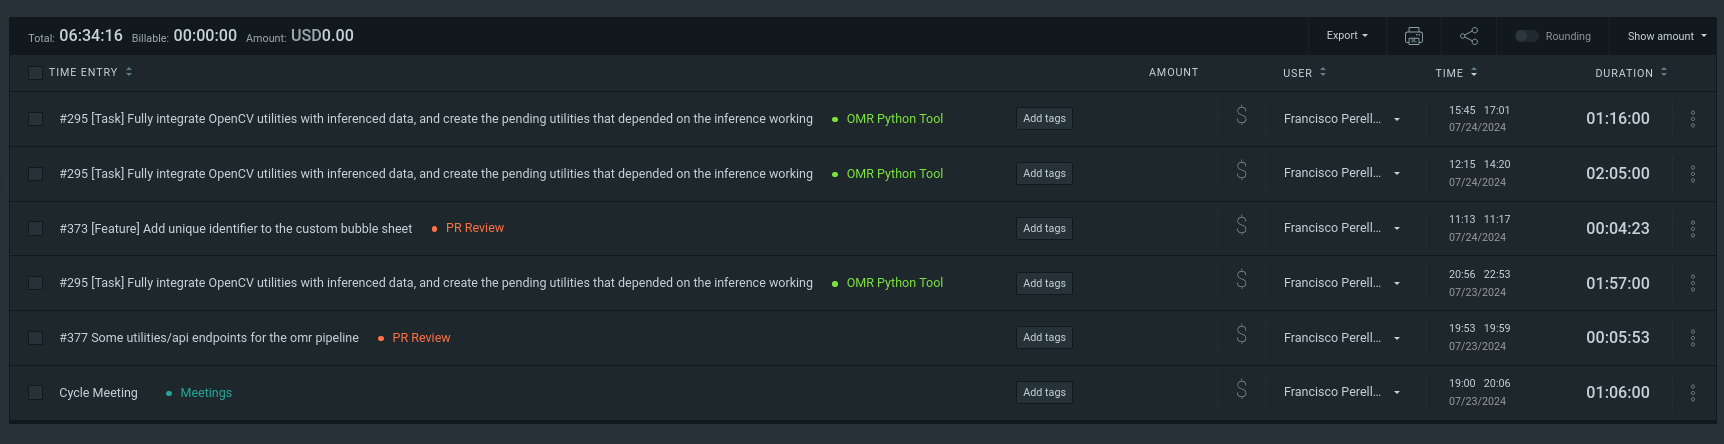 Total: 06:34:16 Billable: 00:00:00 Amount: USD0.00 Export Rounding Show amount
TIME ENTRY AMOUNT USER TIME DURATION
#295 [Task] Fully integrate OpenCV utilities with inferenced data, and create the pending utilities that depended on the inference working • OMR Python Tool Add tags $ Francisco Perell... 15:45 17:01 01:16:00
07/24/2024
#295 [Task] Fully integrate OpenCV utilities with inferenced data, and create the pending utilities that depended on the inference working • OMR Python Tool Add tags $ Francisco Perell... 12:15 14:20 02:05:00
07/24/2024
#373 [Feature] Add unique identifier to the custom bubble sheet • PR Review Add tags $ Francisco Perell... 11:13 11:17 00:04:23
07/24/2024
#295 [Task] Fully integrate OpenCV utilities with inferenced data, and create the pending utilities that depended on the inference working • OMR Python Tool Add tags $ Francisco Perell... 20:56 22:53 01:57:00
07/23/2024
#377 Some utilities/api endpoints for the omr pipeline • PR Review Add tags $ Francisco Perell... 19:53 19:59 00:05:53
07/23/2024
Cycle Meeting • Meetings Add tags $ Francisco Perell... 19:00 20:06 01:06:00
07/23/2024